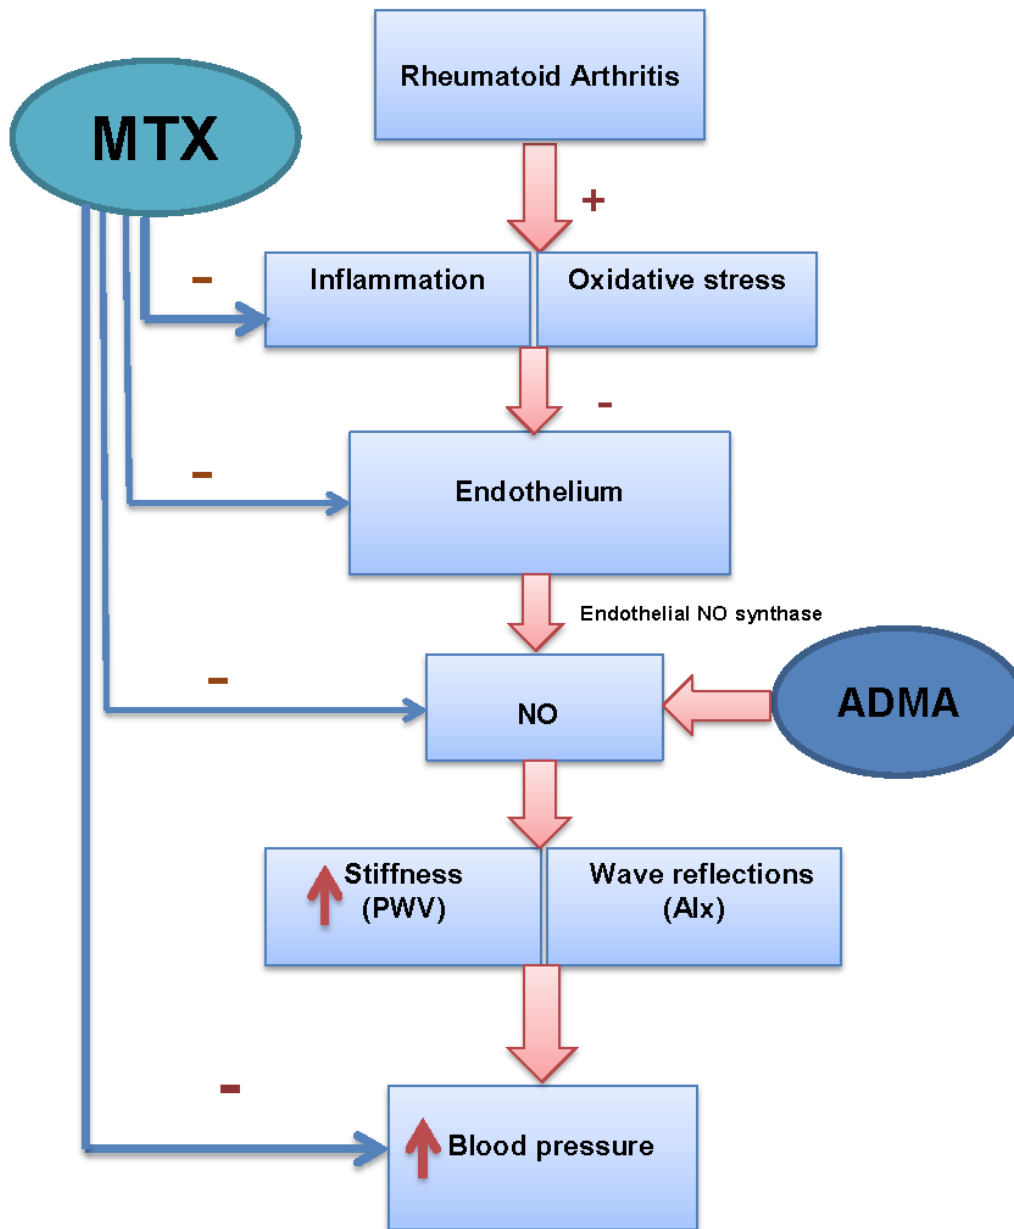 Rheumatoid Arthritis
MTX
+
-
Inflammation
Oxidative stress
-
-
Endothelium
Endothelial NO synthase
-
NO
ADMA
Stiffness
(PWV)
Wave reflections
(AIx)
-
Blood pressure